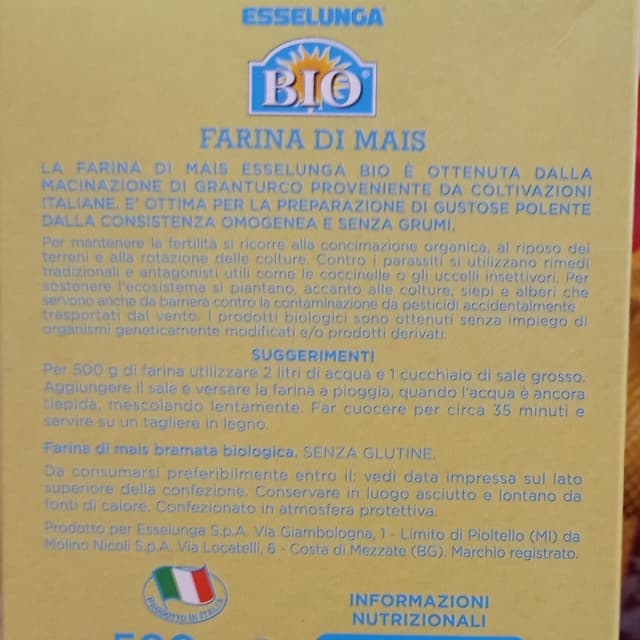 ESSELUNGA
BIO
FARINA DI MAIS
LA FARINA DI MAIS ESSELUNGA BIO È OTTENUTA DALLA
MACINAZIONE DI GRANTURCO PROVENIENTE DA COLTIVAZIONI
ITALIANE. E' OTTIMA PER LA PREPARAZIONE DI GUSTOSE POLENTE
DALLA CONSISTENZA OMOGENEA E SENZA GRUMI.
Per mantenere la fertilità si ricorre alla concimazione organica, al riposo dei
terreni e alla rotazione delle colture. Contro i parassiti si utilizzano rimedi
tradizionali e antagonisti utili come le coccinelle o gli uccelli insettivori. Per
sostenere l'ecosistema si piantano, accanto alle colture, siepi e alberi che
servono anche da barriera contro la contaminazione da pesticidi accidentalmente
trasportati dal vento. I prodotti biologici sono ottenuti senza impiego di
organismi geneticamente modificati e/o prodotti derivati.
SUGGERIMENTI
Per 500 g di farina utilizzare 2 litri di acqua e 1 cucchiaio di sale grosso.
Aggiungere il sale e versare la farina a pioggia, quando l'acqua è ancora
tiepida, mescolando lentamente. Far cuocere per circa 35 minuti e
servire su un tagliere in legno.
Farina di mais bramata biologica. SENZA GLUTINE.
Da consumarsi preferibilmente entro il: vedi data impressa sul lato
superiore della confezione. Conservare in luogo asciutto e lontano da
fonti di calore. Confezionato in atmosfera protettiva.
Prodotto per Esselunga S.p.A. Via Giambologna, 1 - Limito di Pioltello (MI) da
Molino Nicoli S.p.A. Via Locatelli, 6 - Costa di Mezzate (BG). Marchio registrato.
PRODOTTO IN ITALIA
INFORMAZIONI
NUTRIZIONALI